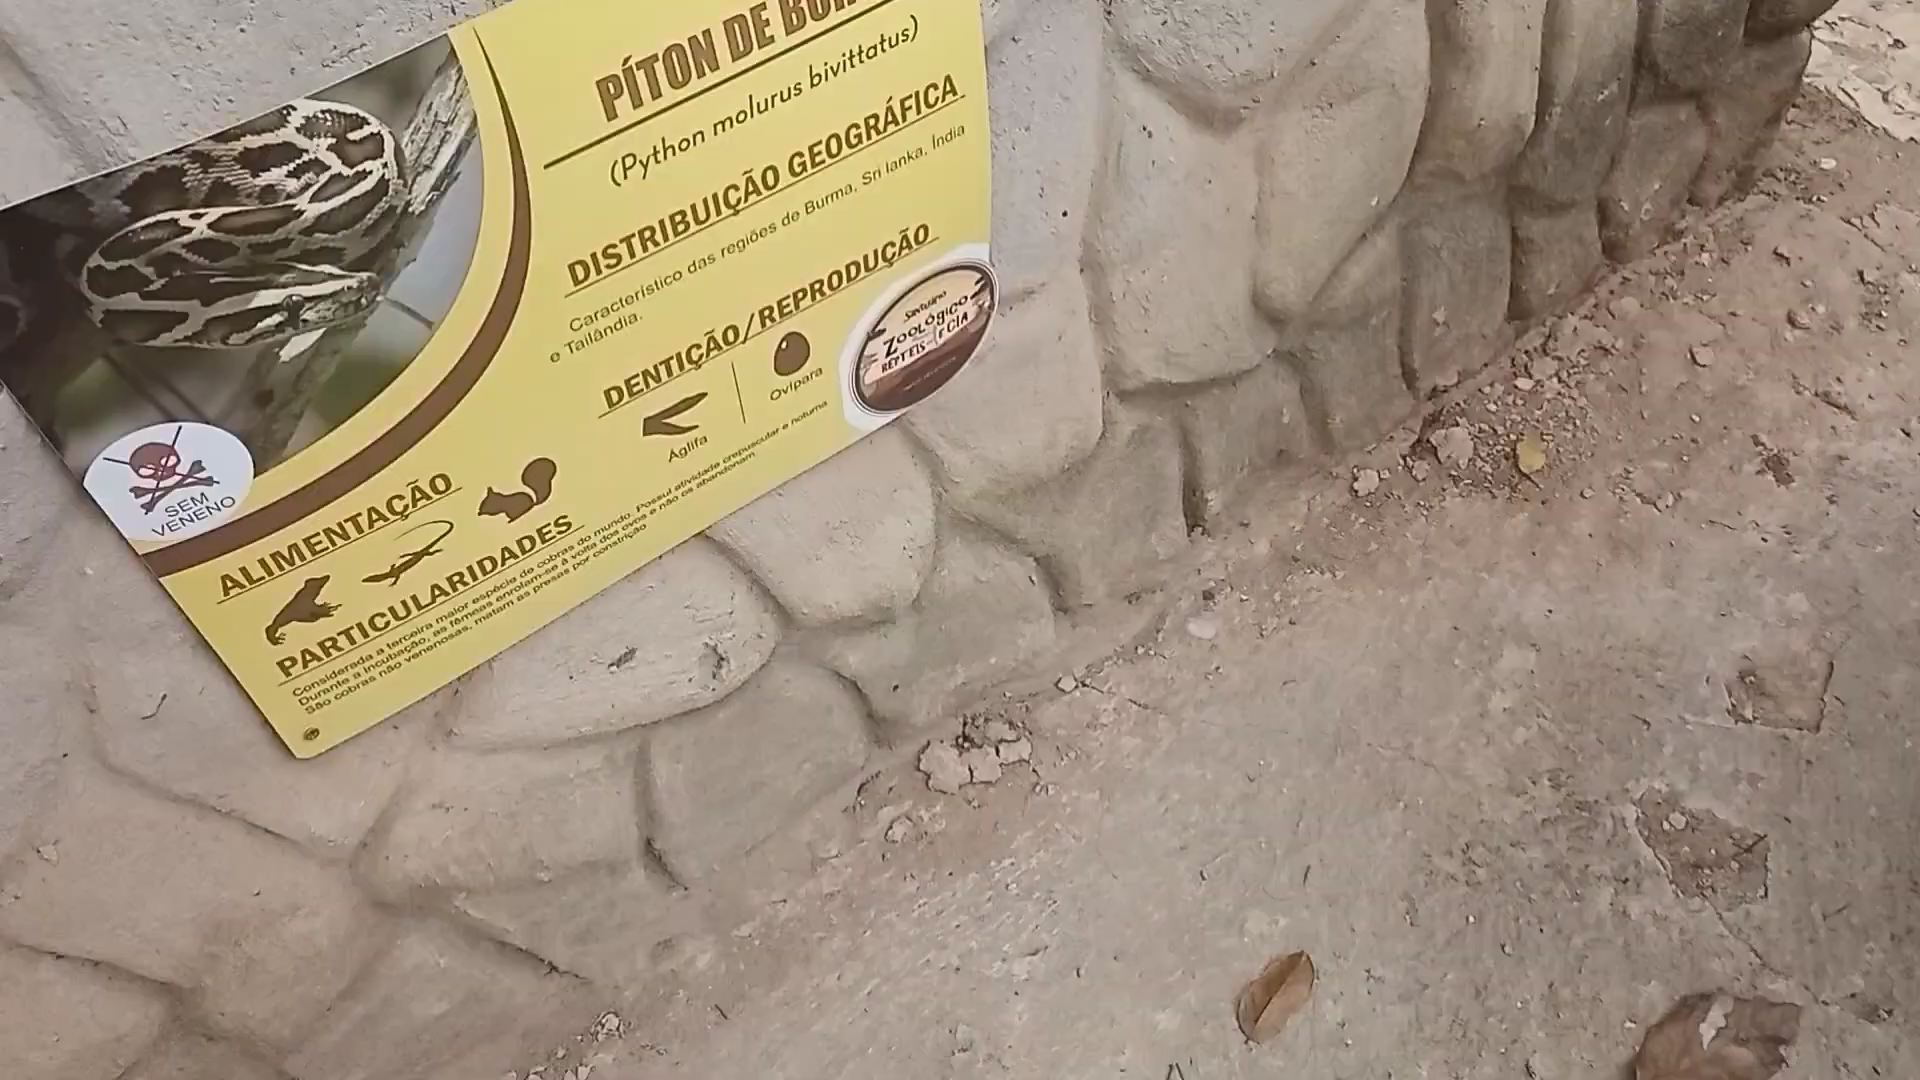 PÍTON DE
(Python molurus bivittatus)
DISTRIBUIÇÃO GEOGRÁFICA
Característico das regiões de Burma, Sri lanka, Índia
e Tailândia.
DENTIÇÃO/REPRODUÇÃO
Áglifa
Ovípara
Santuário
Zoológico
RÉPTEIS
SEM
VENENO
ALIMENTAÇÃO
PARTICULARIDADES
Considerada a terceira maior espécie de cobras do mundo. Possui atividade crepuscular e noturna
Durante a incubação, as fêmeas enrolam-se à volta dos ovos e não os abandonam
São cobras não venenosas, matam as presas por constrição